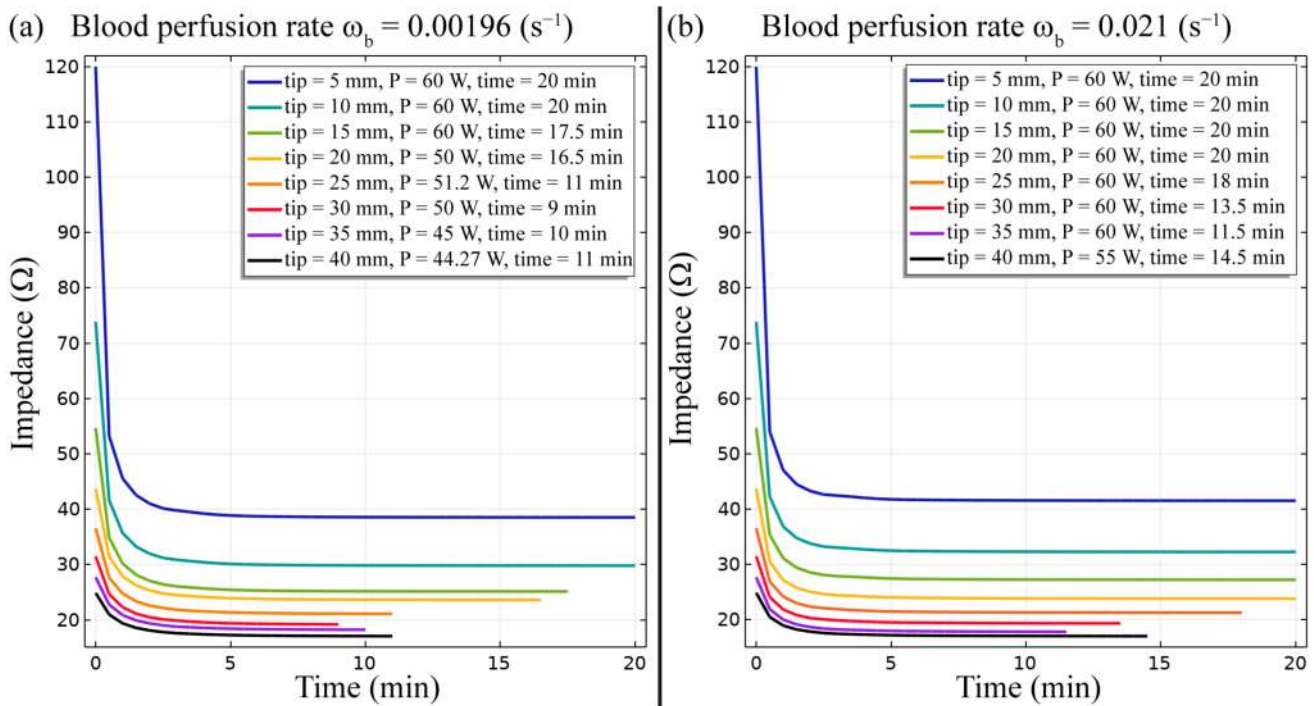 (a) Blood perfusion rate ω_b = 0.00196 (s⁻¹)
120
110
100
90
80
70
60
50
40
30
20
Impedance (Ω)
tip = 5 mm, P = 60 W, time = 20 min
tip = 10 mm, P = 60 W, time = 20 min
tip = 15 mm, P = 60 W, time = 17.5 min
tip = 20 mm, P = 50 W, time = 16.5 min
tip = 25 mm, P = 51.2 W, time = 11 min
tip = 30 mm, P = 50 W, time = 9 min
tip = 35 mm, P = 45 W, time = 10 min
tip = 40 mm, P = 44.27 W, time = 11 min
0 5 10 15 20
Time (min)
(b) Blood perfusion rate ω_b = 0.021 (s⁻¹)
120
110
100
90
80
70
60
50
40
30
20
Impedance (Ω)
tip = 5 mm, P = 60 W, time = 20 min
tip = 10 mm, P = 60 W, time = 20 min
tip = 15 mm, P = 60 W, time = 20 min
tip = 20 mm, P = 60 W, time = 20 min
tip = 25 mm, P = 60 W, time = 18 min
tip = 30 mm, P = 60 W, time = 13.5 min
tip = 35 mm, P = 60 W, time = 11.5 min
tip = 40 mm, P = 55 W, time = 14.5 min
0 5 10 15 20
Time (min)